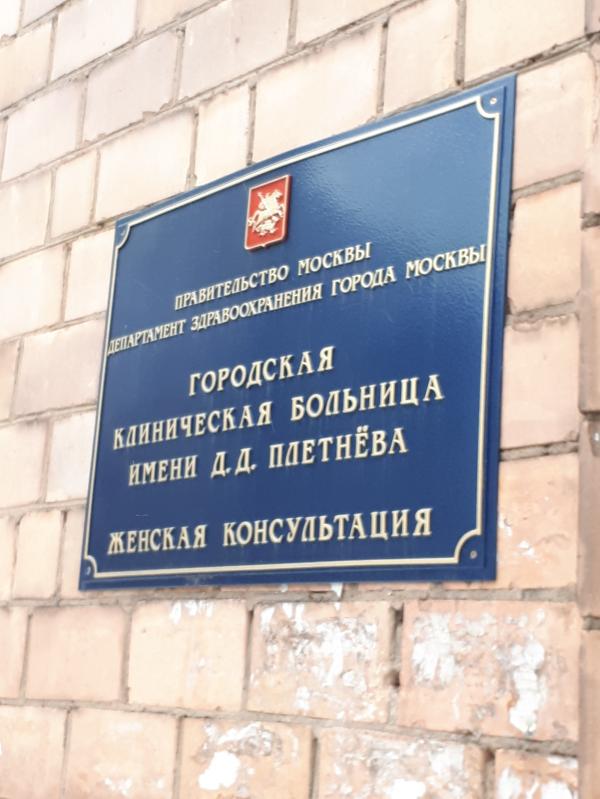 ПРАВИТЕЛЬСТВО МОСКВЫ
ДЕПАРТАМЕНТ ЗДРАВООХРАНЕНИЯ ГОРОДА МОСКВЫ
ГОРОДСКАЯ
КЛИНИЧЕСКАЯ БОЛЬНИЦА
ИМЕНИ Д.Д. ПЛЕТНЁВА
ЖЕНСКАЯ КОНСУЛЬТАЦИЯ